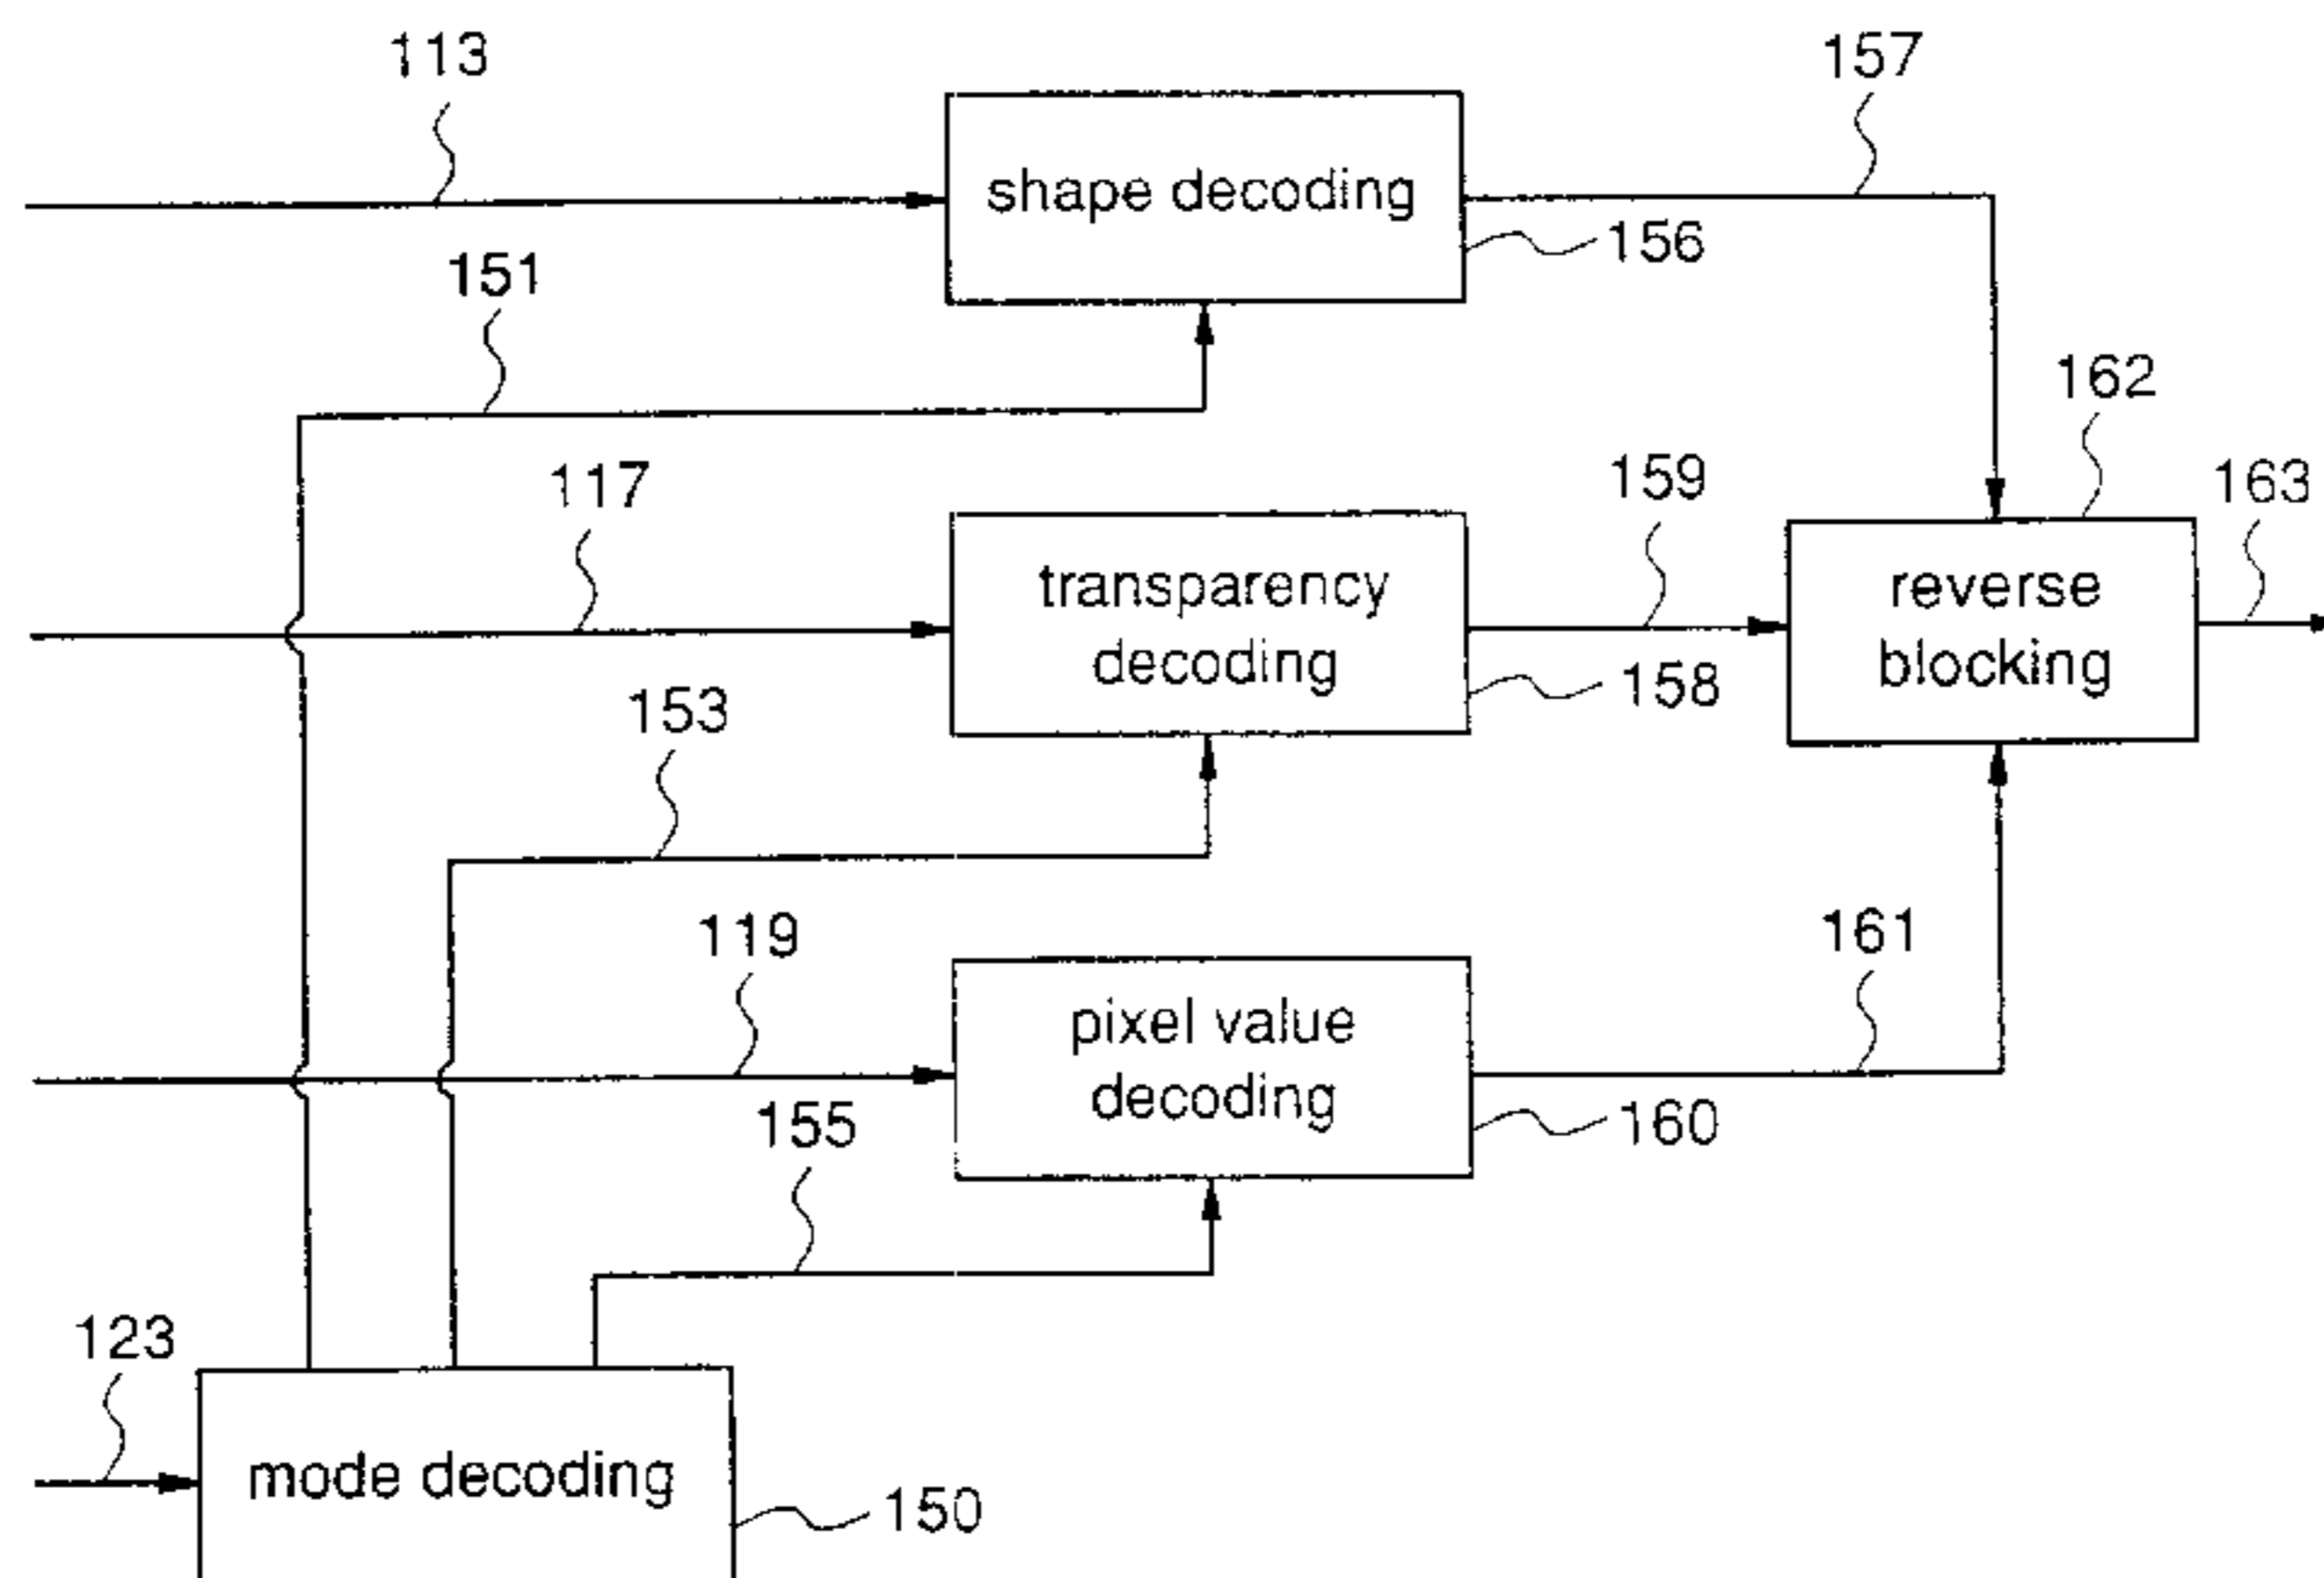 113
157
shape decoding
156
151
162
117
159
163
transparency
decoding
reverse
blocking
158
153
119
161
pixel value
decoding
155
160
123
mode decoding
150